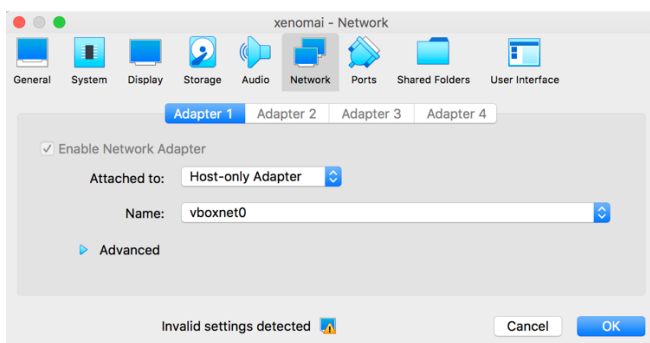 xenomai - Network
General System Display Storage Audio Network Ports Shared Folders User Interface
Adapter 1 Adapter 2 Adapter 3 Adapter 4
Enable Network Adapter
Attached to: Host-only Adapter
Name: vboxnet0
Advanced
Invalid settings detected Cancel OK